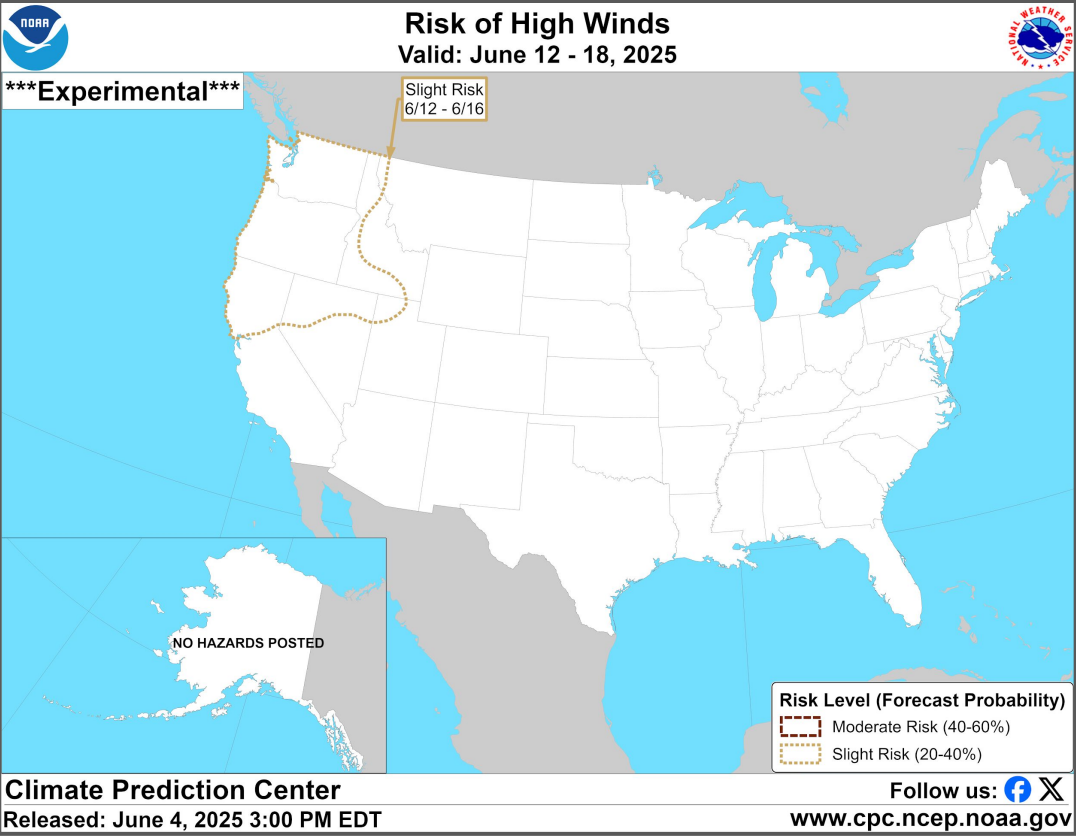 NOAA
Risk of High Winds
Valid: June 12 - 18, 2025
NATIONAL WEATHER SERVICE
***Experimental***
Slight Risk
6/12 - 6/16
NO HAZARDS POSTED
Risk Level (Forecast Probability)
Moderate Risk (40-60%)
Slight Risk (20-40%)
Climate Prediction Center
Follow us:
Released: June 4, 2025 3:00 PM EDT
www.cpc.ncep.noaa.gov